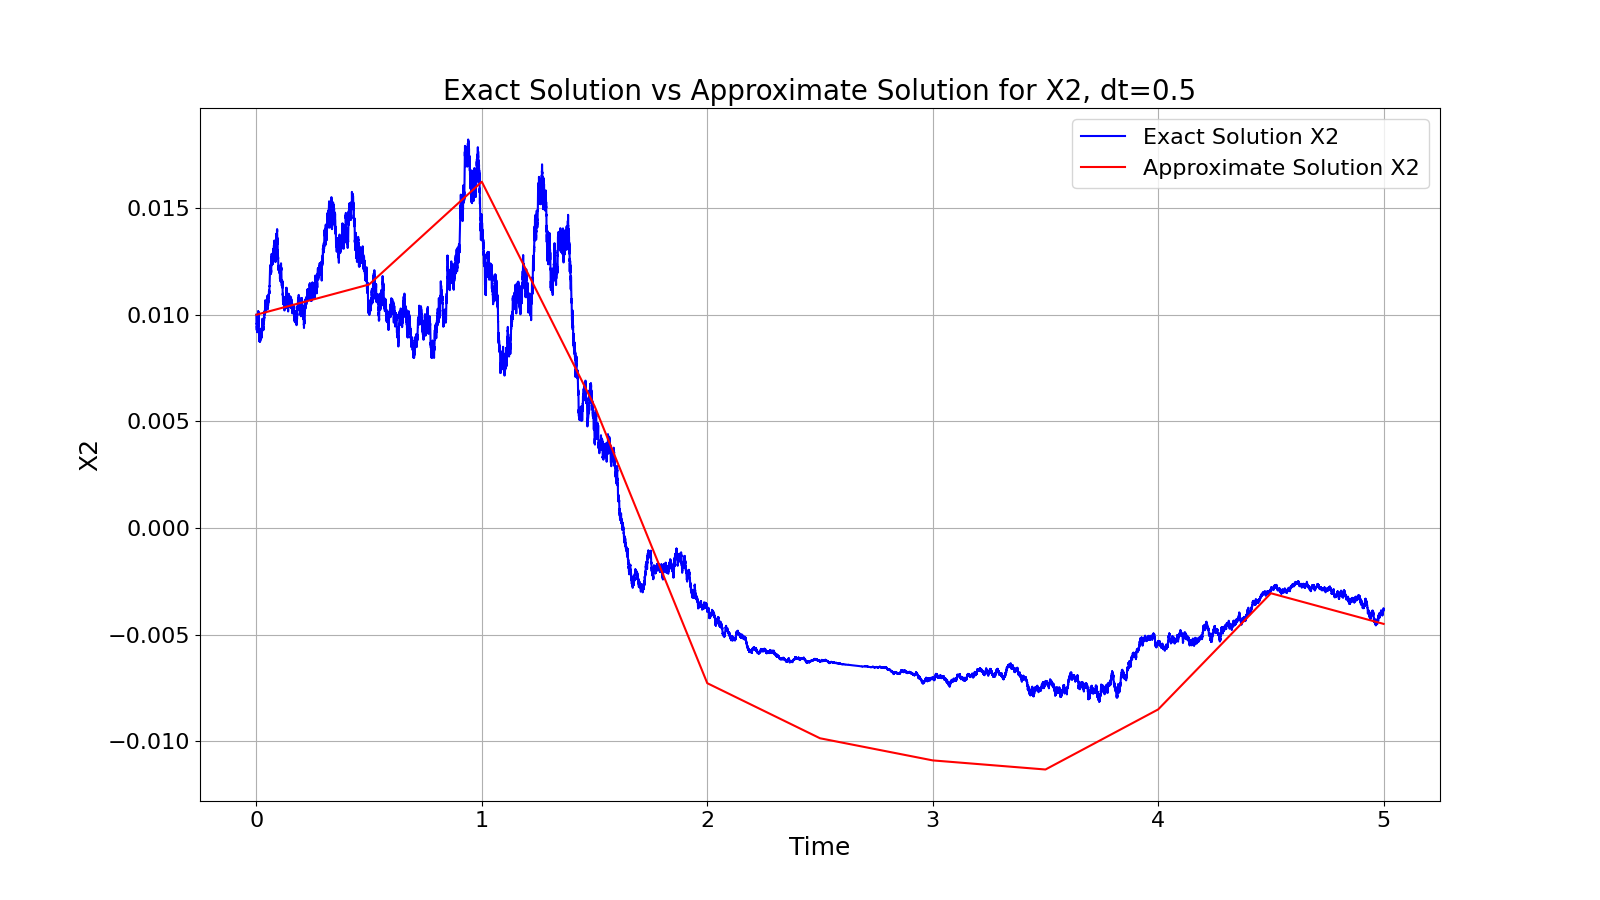 Exact Solution vs Approximate Solution for X2, dt=0.5
Exact Solution X2
Approximate Solution X2
0.015
0.010
0.005
0.000
−0.005
−0.010
X2
0 1 2 3 4 5
Time